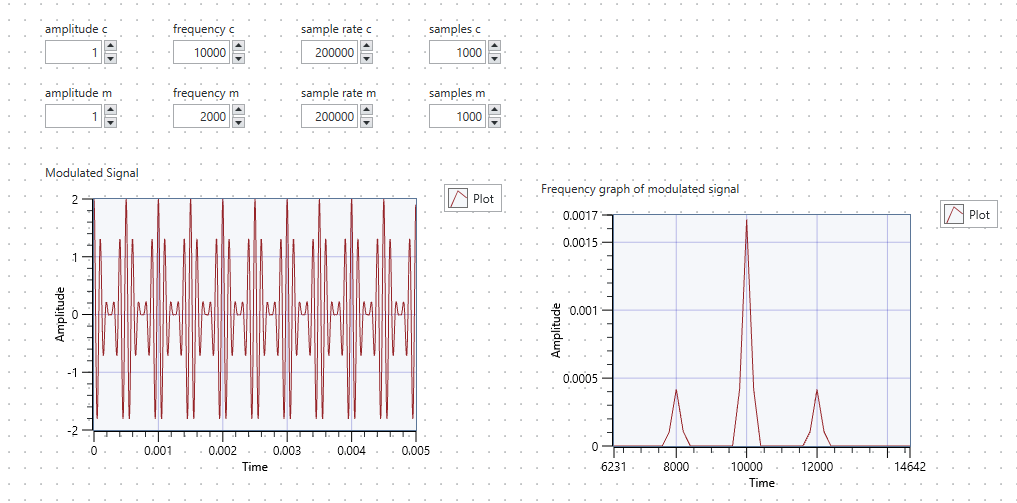 amplitude c frequency c sample rate c samples c
1 10000 200000 1000
amplitude m frequency m sample rate m samples m
1 2000 200000 1000
Modulated Signal
Plot
2
1
0
-1
-2
Amplitude
0 0.001 0.002 0.003 0.004 0.005
Time
Frequency graph of modulated signal
Plot
0.0017
0.0015
0.001
0.0005
0
Amplitude
6231 8000 10000 12000 14642
Time